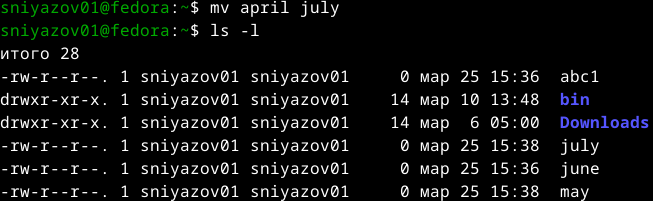 sniyazov01@fedora:~$ mv april july
sniyazov01@fedora:~$ ls -l
итого 28
-rw-r--r--. 1 sniyazov01 sniyazov01     0 мар 25 15:36  abc1
drwxr-xr-x. 1 sniyazov01 sniyazov01    14 мар 10 13:48  bin
drwxr-xr-x. 1 sniyazov01 sniyazov01    14 мар  6 05:00  Downloads
-rw-r--r--. 1 sniyazov01 sniyazov01     0 мар 25 15:38  july
-rw-r--r--. 1 sniyazov01 sniyazov01     0 мар 25 15:36  june
-rw-r--r--. 1 sniyazov01 sniyazov01     0 мар 25 15:38  may